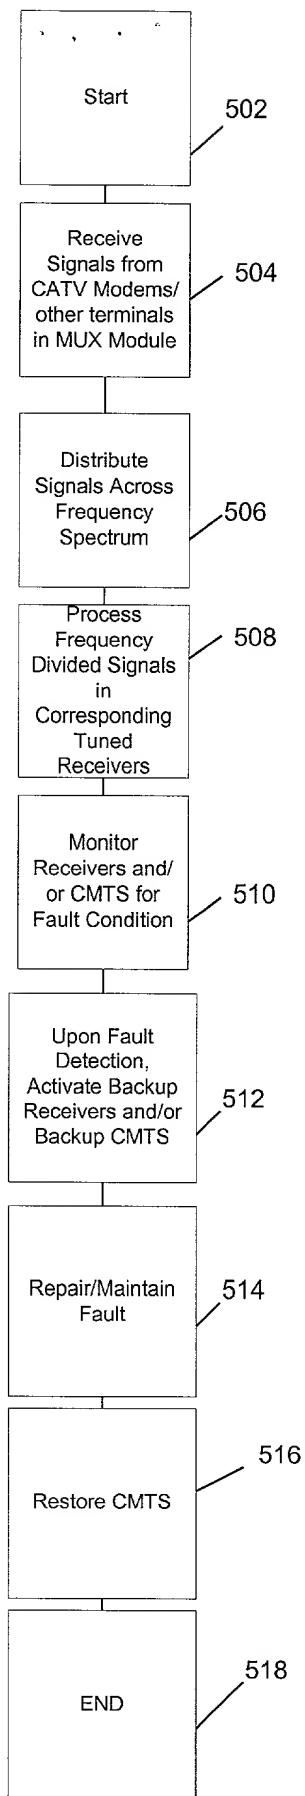 Start
502
Receive
Signals from
CATV Modems/
other terminals
in MUX Module
504
Distribute
Signals Across
Frequency
Spectrum
506
Process
Frequency
Divided Signals
in
Corresponding
Tuned
Receivers
508
Monitor
Receivers and/
or CMTS for
Fault Condition
510
Upon Fault
Detection,
Activate Backup
Receivers and/or
Backup CMTS
512
Repair/Maintain
Fault
514
Restore CMTS
516
END
518